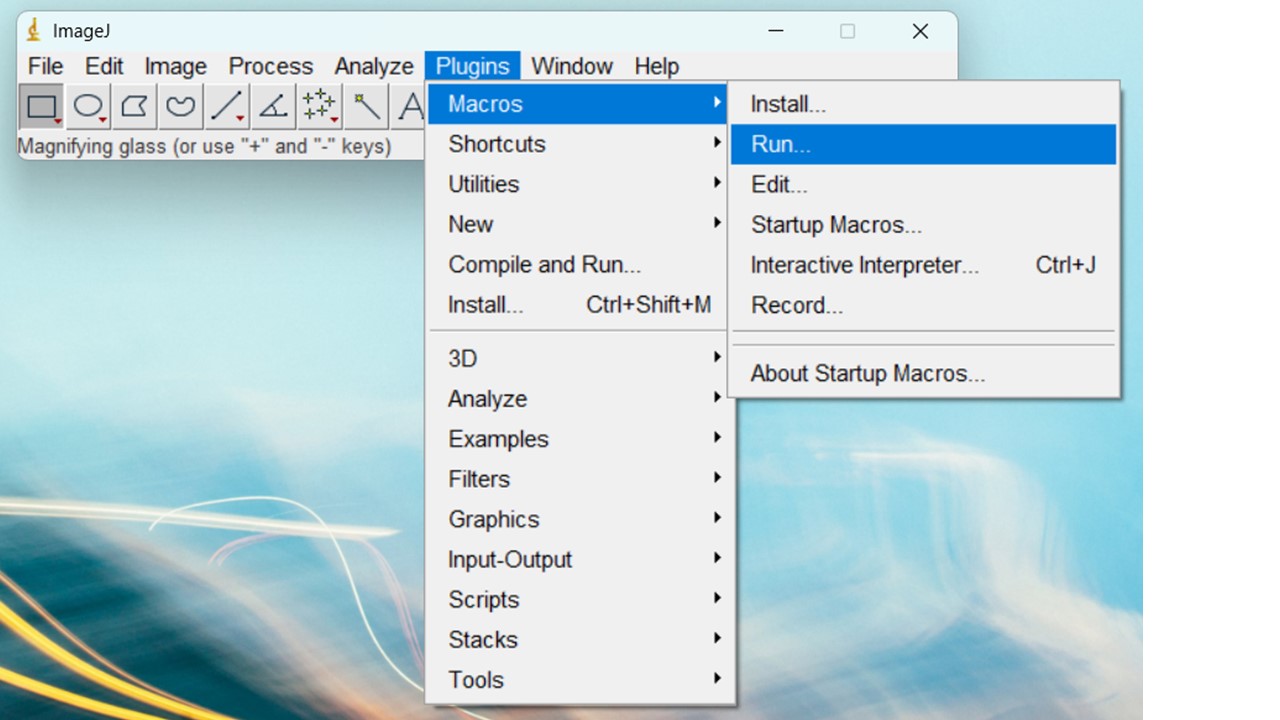 ImageJ
File Edit Image Process Analyze Plugins Window Help
A
Magnifying glass (or use "+" and "-" keys)
Macros
Shortcuts
Utilities
New
Compile and Run...
Install... Ctrl+Shift+M
3D
Analyze
Examples
Filters
Graphics
Input-Output
Scripts
Stacks
Tools
Install...
Run...
Edit...
Startup Macros...
Interactive Interpreter... Ctrl+J
Record...
About Startup Macros...